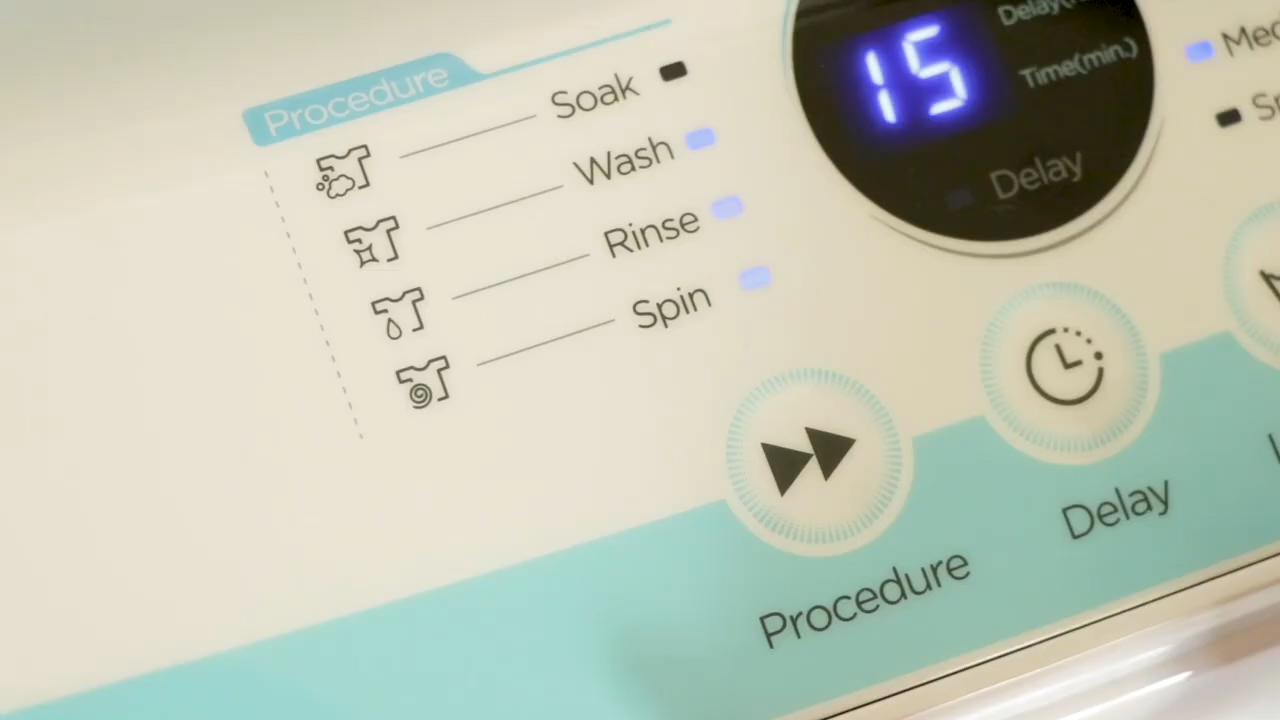 Procedure
Soak
Wash
Rinse
Spin
15
Time(min.)
Delay
Procedure
Delay